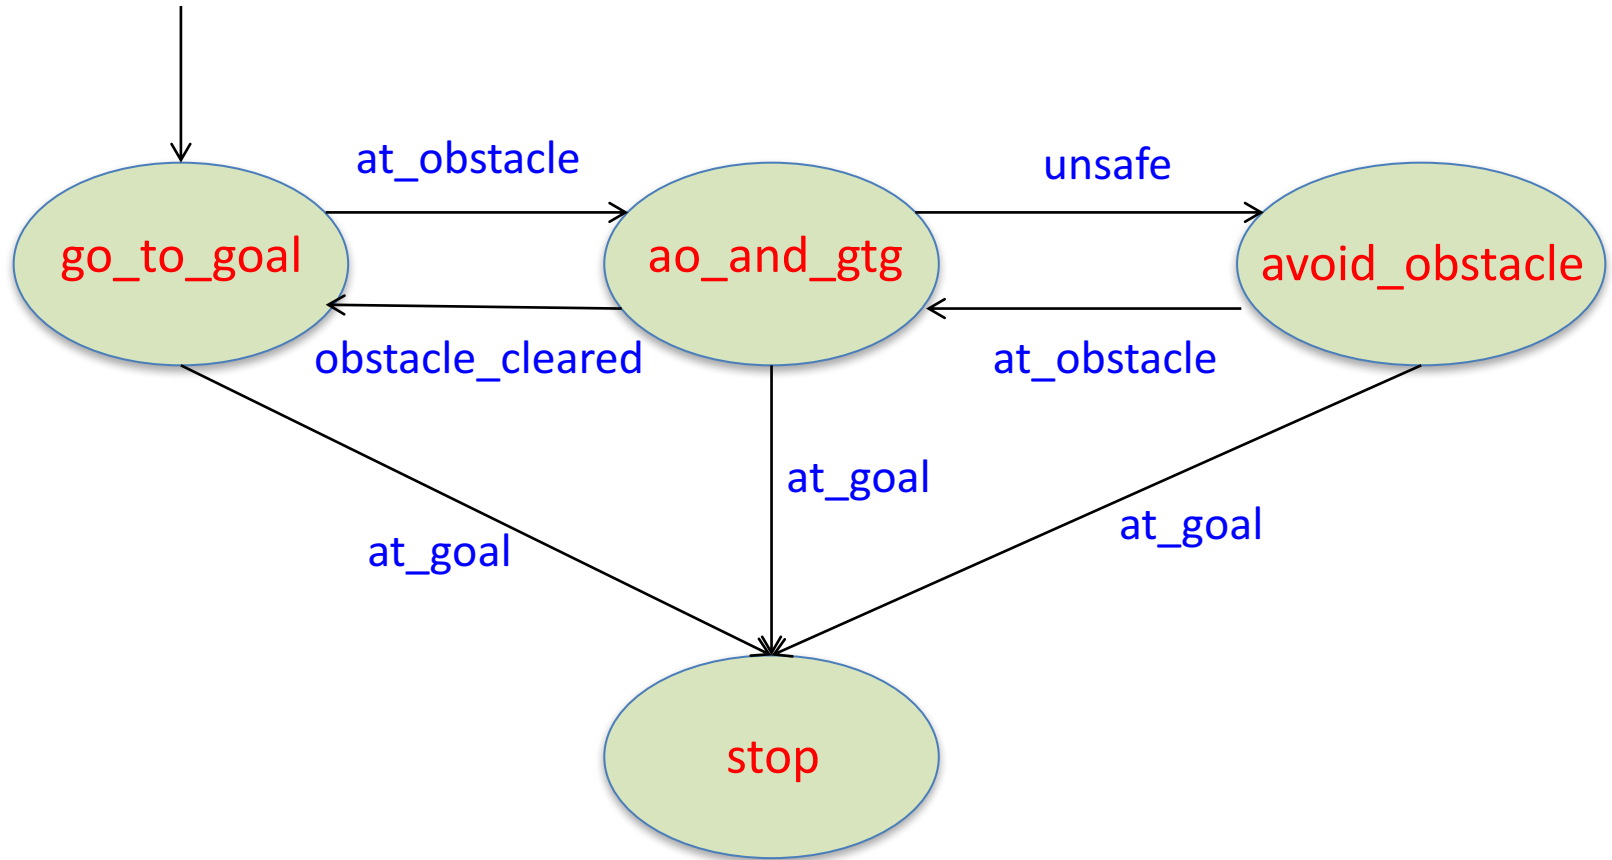 at_obstacle
unsafe
go_to_goal
ao_and_gtg
avoid_obstacle
obstacle_cleared
at_obstacle
at_goal
at_goal
at_goal
stop